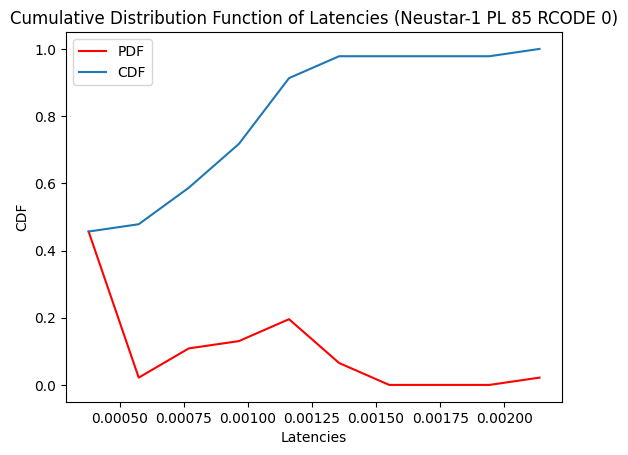 Cumulative Distribution Function of Latencies (Neustar-1 PL 85 RCODE 0)
PDF
CDF
1.0
0.8
0.6
0.4
0.2
0.0
CDF
0.00050 0.00075 0.00100 0.00125 0.00150 0.00175 0.00200
Latencies